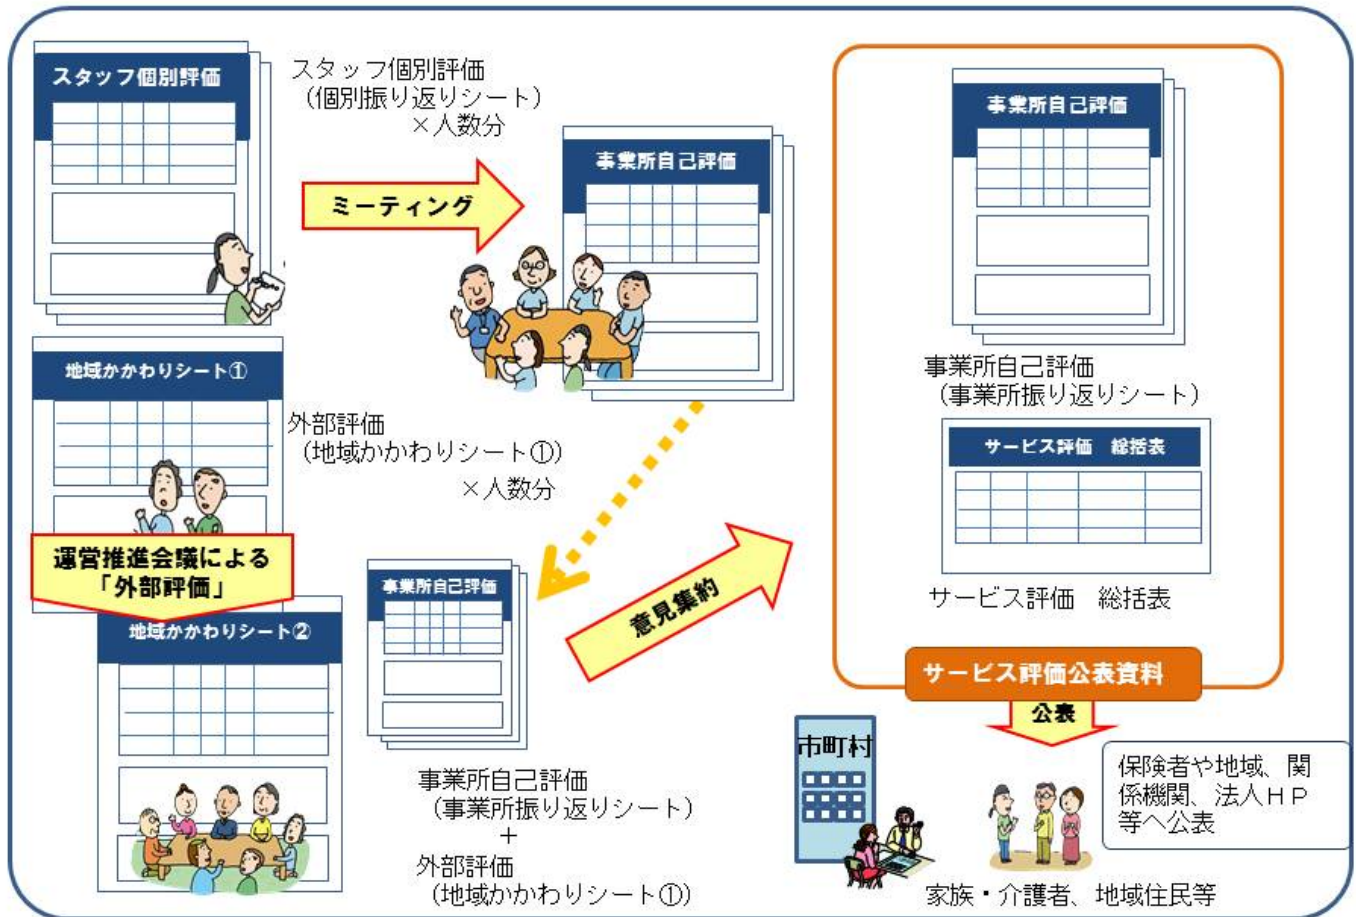 スタッフ個別評価
スタッフ個別評価
（個別振り返りシート）
×人数分
ミーティング
事業所自己評価
地域かかわりシート①
外部評価
（地域かかわりシート①）
×人数分
運営推進会議による
「外部評価」
地域かかわりシート②
事業所自己評価
事業所自己評価
（事業所振り返りシート）
＋
外部評価
（地域かかわりシート①）
意見集約
事業所自己評価
事業所自己評価
（事業所振り返りシート）
サービス評価　総括表
サービス評価　総括表
サービス評価公表資料
公表
市町村
保険者や地域、関
係機関、法人ＨＰ
等へ公表
家族・介護者、地域住民等